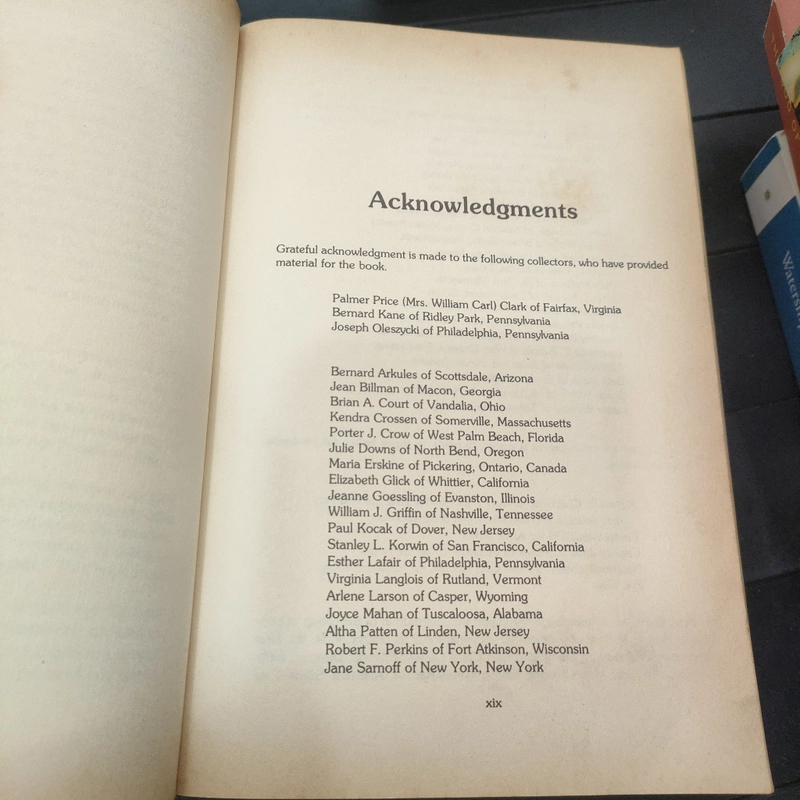 Acknowledgments
Grateful acknowledgment is made to the following collectors, who have provided
material for the book.
Palmer Price (Mrs. William Carl) Clark of Fairfax, Virginia
Bernard Kane of Ridley Park, Pennsylvania
Joseph Oleszycki of Philadelphia, Pennsylvania
Bernard Arkules of Scottsdale, Arizona
Jean Billman of Macon, Georgia
Brian A. Court of Vandalia, Ohio
Kendra Crossen of Somerville, Massachusetts
Porter J. Crow of West Palm Beach, Florida
Julie Downs of North Bend, Oregon
Maria Erskine of Pickering, Ontario, Canada
Elizabeth Glick of Whittier, California
Jeanne Goessling of Evanston, Illinois
William J. Griffin of Nashville, Tennessee
Paul Kocak of Dover, New Jersey
Stanley L. Korwin of San Francisco, California
Esther Lafair of Philadelphia, Pennsylvania
Virginia Langlois of Rutland, Vermont
Arlene Larson of Casper, Wyoming
Joyce Mahan of Tuscaloosa, Alabama
Altha Patten of Linden, New Jersey
Robert F. Perkins of Fort Atkinson, Wisconsin
Jane Sarnoff of New York, New York
xix